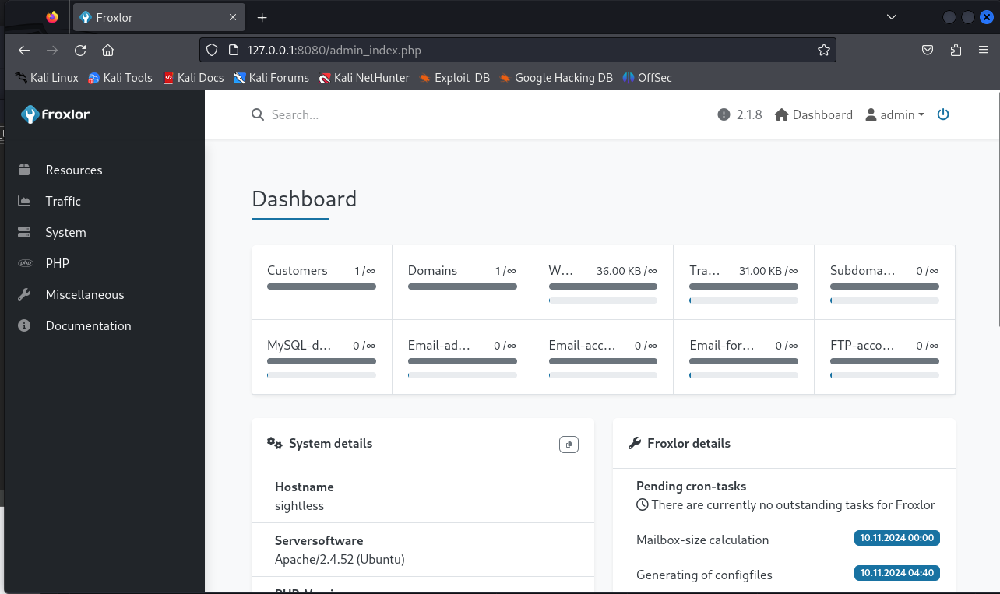 Froxlor
127.0.0.1:8080/admin_index.php
Kali Linux Kali Tools Kali Docs Kali Forums Kali NetHunter Exploit-DB Google Hacking DB OffSec
froxlor
Search...
2.1.8 Dashboard admin
Resources
Traffic
System
php PHP
Miscellaneous
Documentation
Dashboard
Customers 1 /∞ Domains 1 /∞ W... 36.00 KB /∞ Tra... 31.00 KB /∞ Subdoma... 0 /∞
MySQL-d... 0 /∞ Email-ad... 0 /∞ Email-acc... 0 /∞ Email-for... 0 /∞ FTP-acco... 0 /∞
System details
Hostname
sightless
Serversoftware
Apache/2.4.52 (Ubuntu)
Froxlor details
Pending cron-tasks
There are currently no outstanding tasks for Froxlor
Mailbox-size calculation 10.11.2024 00:00
Generating of configfiles 10.11.2024 04:40